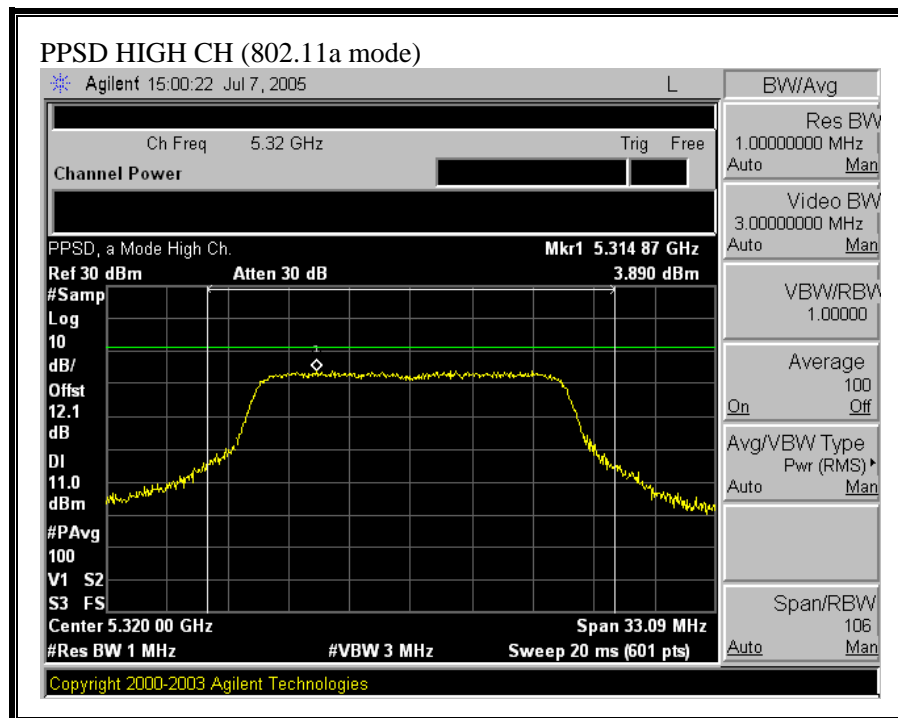 PPSD HIGH CH (802.11a mode)
Agilent 15:00:22 Jul 7, 2005 L
Ch Freq 5.32 GHz Trig Free
Channel Power
PPSD, a Mode High Ch. Mkr1 5.314 87 GHz
Ref 30 dBm Atten 30 dB 3.890 dBm
#Samp
Log
10
dB/
Offst
12.1
dB
DI
11.0
dBm
#PAvg
100
V1 S2
S3 FS
1
Center 5.320 00 GHz Span 33.09 MHz
#Res BW 1 MHz #VBW 3 MHz Sweep 20 ms (601 pts)
Copyright 2000-2003 Agilent Technologies
BW/Avg
Res BW
1.00000000 MHz
Auto Man
Video BW
3.00000000 MHz
Auto Man
VBW/RBW
1.00000
Average
100
On Off
Avg/VBW Type
Pwr (RMS)
Auto Man
Span/RBW
106
Auto Man